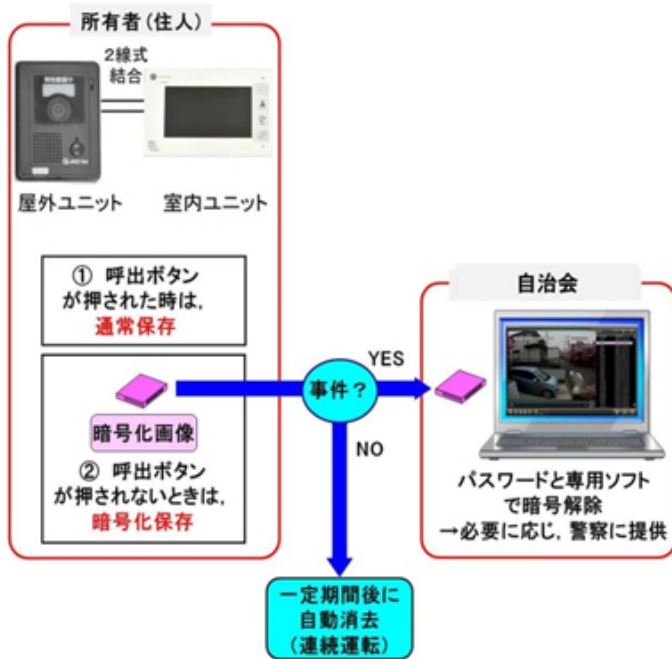 所有者(住人)
2線式
結合
屋外ユニット
室内ユニット
① 呼出ボタン
が押された時は,
通常保存
暗号化画像
② 呼出ボタン
が押されないときは,
暗号化保存
事件?
YES
NO
一定期間後に
自動消去
(連続運転)
自治会
パスワードと専用ソフト
で暗号解除
→必要に応じ, 警察に提供